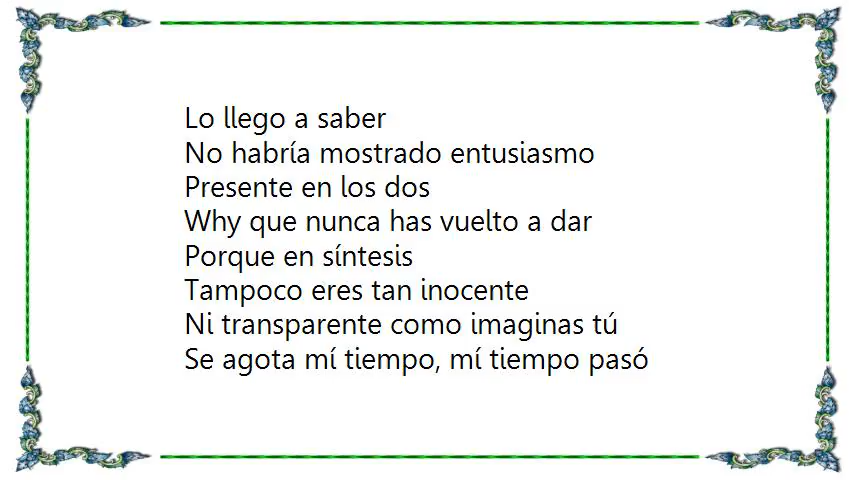 Lo llego a saber
No habría mostrado entusiasmo
Presente en los dos
Why que nunca has vuelto a dar
Porque en síntesis
Tampoco eres tan inocente
Ni transparente como imaginas tú
Se agota mí tiempo, mí tiempo pasó